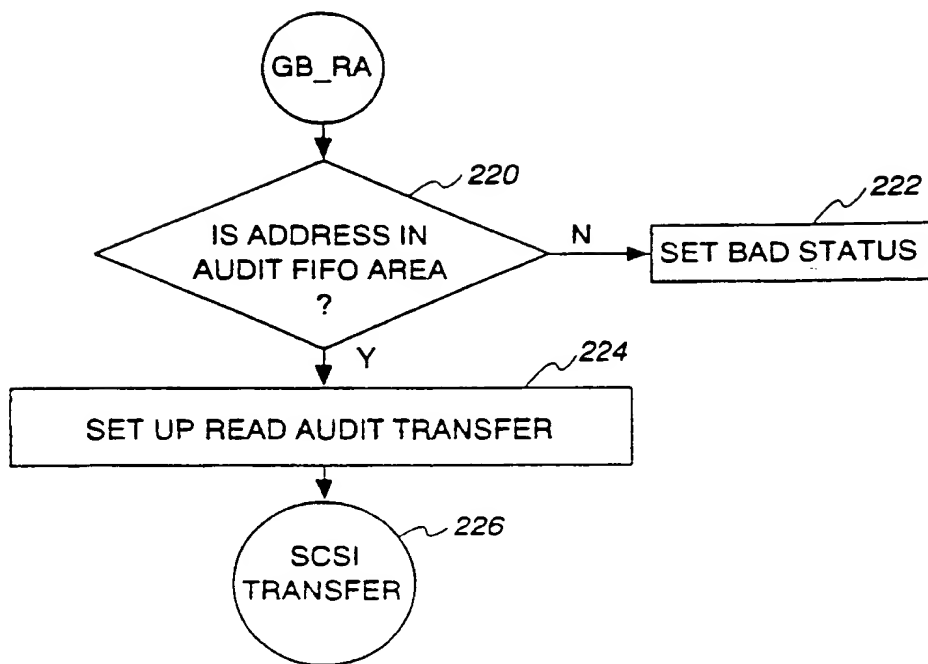 GB_RA
220
IS ADDRESS IN
AUDIT FIFO AREA
?
N
222
SET BAD STATUS
Y
224
SET UP READ AUDIT TRANSFER
226
SCSI
TRANSFER